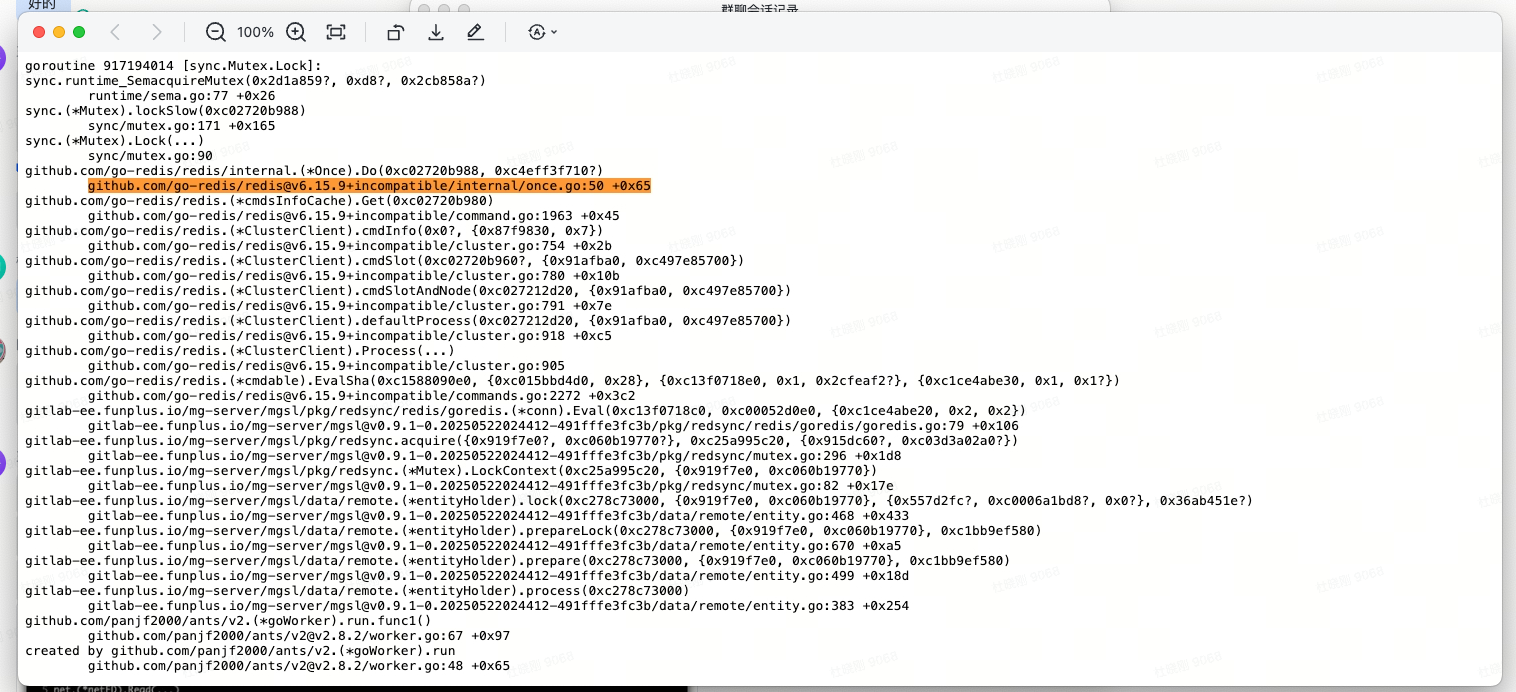 好的
群聊会话记录
100%
goroutine 917194014 [sync.Mutex.Lock]:
sync.runtime_SemacquireMutex(0x2d1a859?, 0xd8?, 0x2cb858a?)
runtime/sema.go:77 +0x26
sync.(*Mutex).lockSlow(0xc02720b988)
sync/mutex.go:171 +0x165
sync.(*Mutex).Lock(...)
sync/mutex.go:90
github.com/go-redis/redis/internal.(*Once).Do(0xc02720b988, 0xc4eff3f710?)
github.com/go-redis/redis@v6.15.9+incompatible/internal/once.go:50 +0x65
github.com/go-redis/redis.(*cmdsInfoCache).Get(0xc02720b980)
github.com/go-redis/redis@v6.15.9+incompatible/command.go:1963 +0x45
github.com/go-redis/redis.(*ClusterClient).cmdInfo(0x0?, {0x87f9830, 0x7})
github.com/go-redis/redis@v6.15.9+incompatible/cluster.go:754 +0x2b
github.com/go-redis/redis.(*ClusterClient).cmdSlot(0xc02720b960?, {0x91afba0, 0xc497e85700})
github.com/go-redis/redis@v6.15.9+incompatible/cluster.go:780 +0x10b
github.com/go-redis/redis.(*ClusterClient).cmdSlotAndNode(0xc027212d20, {0x91afba0, 0xc497e85700})
github.com/go-redis/redis@v6.15.9+incompatible/cluster.go:791 +0x7e
github.com/go-redis/redis.(*ClusterClient).defaultProcess(0xc027212d20, {0x91afba0, 0xc497e85700})
github.com/go-redis/redis@v6.15.9+incompatible/cluster.go:918 +0xc5
github.com/go-redis/redis.(*ClusterClient).Process(...)
github.com/go-redis/redis@v6.15.9+incompatible/cluster.go:905
github.com/go-redis/redis.(*cmdable).EvalSha(0xc1588090e0, {0xc015bbd4d0, 0x28}, {0xc13f0718e0, 0x1, 0x2cfeaf2?}, {0xc1ce4abe30, 0x1, 0x1?})
github.com/go-redis/redis@v6.15.9+incompatible/commands.go:2272 +0x3c2
gitlab-ee.funplus.io/mg-server/mgsl/pkg/redsync/redis/goredis.(*conn).Eval(0xc13f0718c0, 0xc00052d0e0, {0xc1ce4abe20, 0x2, 0x2})
gitlab-ee.funplus.io/mg-server/mgsl@v0.9.1-0.20250522024412-491fffe3fc3b/pkg/redsync/redis/goredis/goredis.go:79 +0x106
gitlab-ee.funplus.io/mg-server/mgsl/pkg/redsync.acquire({0x919f7e0?, 0xc060b19770?}, 0xc25a995c20, {0x915dc60?, 0xc03d3a02a0?})
gitlab-ee.funplus.io/mg-server/mgsl@v0.9.1-0.20250522024412-491fffe3fc3b/pkg/redsync/mutex.go:296 +0x1d8
gitlab-ee.funplus.io/mg-server/mgsl/pkg/redsync.(*Mutex).LockContext(0xc25a995c20, {0x919f7e0, 0xc060b19770})
gitlab-ee.funplus.io/mg-server/mgsl@v0.9.1-0.20250522024412-491fffe3fc3b/pkg/redsync/mutex.go:82 +0x17e
gitlab-ee.funplus.io/mg-server/mgsl/data/remote.(*entityHolder).lock(0xc278c73000, {0x919f7e0, 0xc060b19770}, {0x557d2fc?, 0xc0006a1bd8?, 0x0?}, 0x36ab451e?)
gitlab-ee.funplus.io/mg-server/mgsl@v0.9.1-0.20250522024412-491fffe3fc3b/data/remote/entity.go:468 +0x433
gitlab-ee.funplus.io/mg-server/mgsl/data/remote.(*entityHolder).prepareLock(0xc278c73000, {0x919f7e0, 0xc060b19770}, 0xc1bb9ef580)
gitlab-ee.funplus.io/mg-server/mgsl@v0.9.1-0.20250522024412-491fffe3fc3b/data/remote/entity.go:670 +0xa5
gitlab-ee.funplus.io/mg-server/mgsl/data/remote.(*entityHolder).prepare(0xc278c73000, {0x919f7e0, 0xc060b19770}, 0xc1bb9ef580)
gitlab-ee.funplus.io/mg-server/mgsl@v0.9.1-0.20250522024412-491fffe3fc3b/data/remote/entity.go:499 +0x18d
gitlab-ee.funplus.io/mg-server/mgsl/data/remote.(*entityHolder).process(0xc278c73000)
gitlab-ee.funplus.io/mg-server/mgsl@v0.9.1-0.20250522024412-491fffe3fc3b/data/remote/entity.go:383 +0x254
github.com/panjf2000/ants/v2.(*goWorker).run.func1()
github.com/panjf2000/ants/v2@v2.8.2/worker.go:67 +0x97
created by github.com/panjf2000/ants/v2.(*goWorker).run
github.com/panjf2000/ants/v2@v2.8.2/worker.go:48 +0x65